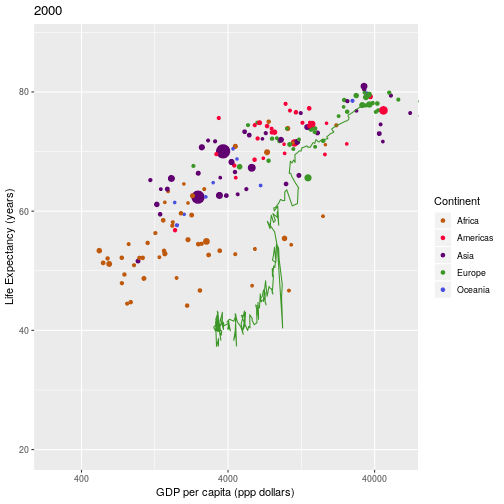 2000
Life Expectancy (years)
80
60
40
20
400
4000
40000
GDP per capita (ppp dollars)
Continent
Africa
Americas
Asia
Europe
Oceania